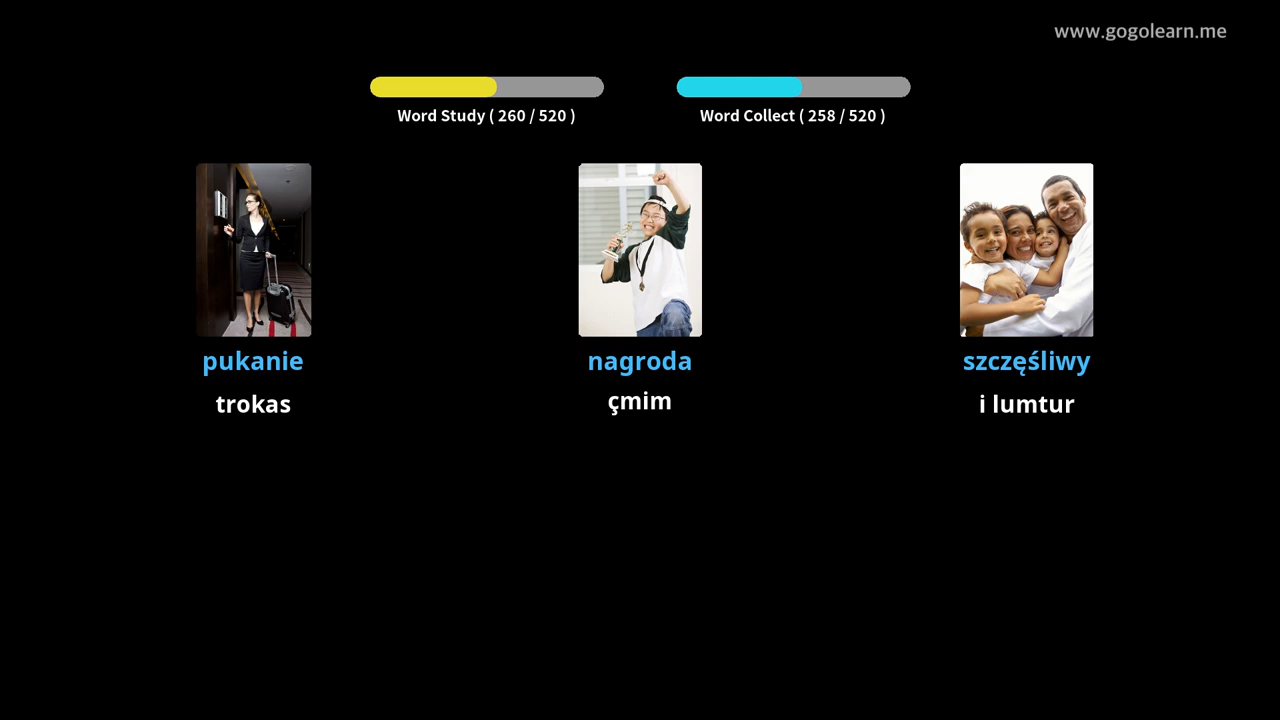 www.gogolearn.me
Word Study ( 260 / 520 )
Word Collect ( 258 / 520 )
pukanie
trokas
nagroda
çmim
szczęśliwy
i lumtur